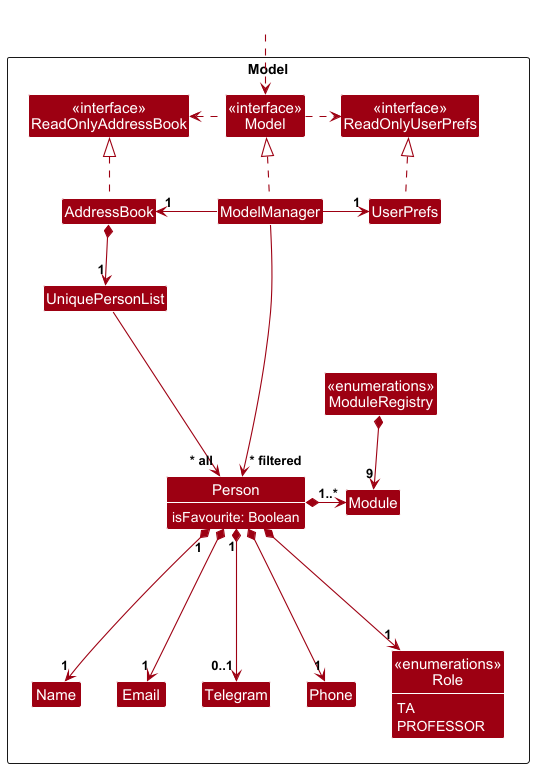 Model
«interface»
ReadOnlyAddressBook
«interface»
Model
«interface»
ReadOnlyUserPrefs
AddressBook
1
ModelManager
1
UserPrefs
1
UniquePersonList
«enumerations»
ModuleRegistry
* all
* filtered
9
Person
isFavourite: Boolean
1..*
Module
1
1
1
1
0..1
1
1
Name
Email
Telegram
Phone
«enumerations»
Role
TA
PROFESSOR